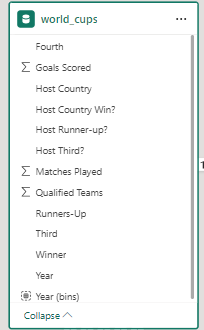 world_cups
Fourth
Goals Scored
Host Country
Host Country Win?
Host Runner-up?
Host Third?
Matches Played
Qualified Teams
Runners-Up
Third
Winner
Year
Year (bins)
Collapse
1